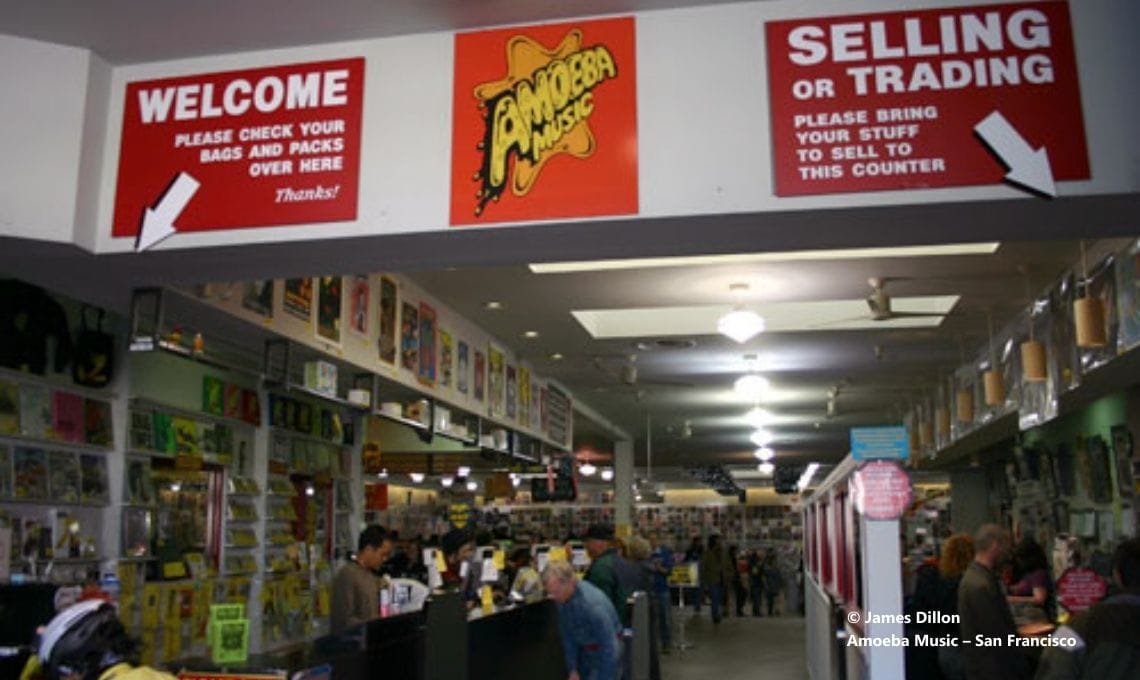 WELCOME
PLEASE CHECK YOUR
BAGS AND PACKS
OVER HERE
Thanks!
AMOEBA
MUSIC
SELLING
OR TRADING
PLEASE BRING
YOUR STUFF
TO SELL TO
THIS COUNTER
© James Dillon
Amoeba Music – San Francisco